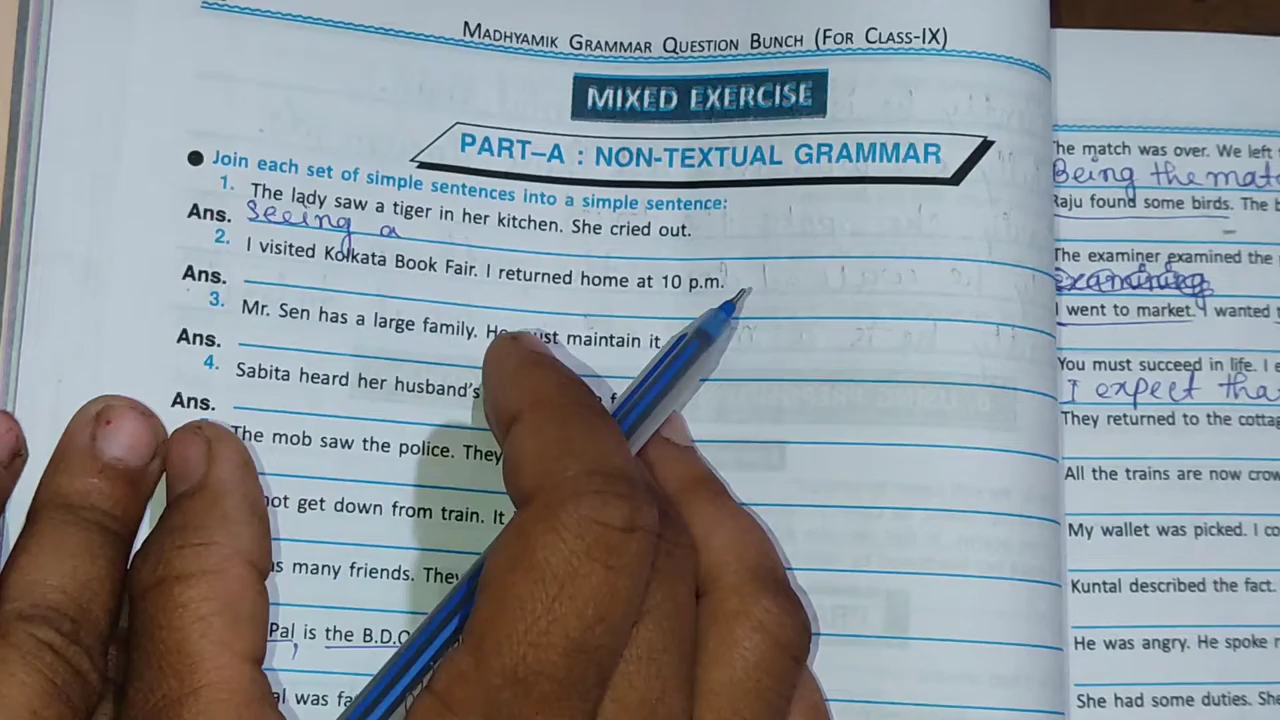 MADHYAMIK GRAMMAR QUESTION BUNCH (FOR CLASS-IX)
MIXED EXERCISE
PART–A : NON-TEXTUAL GRAMMAR
● Join each set of simple sentences into a simple sentence:
1. The lady saw a tiger in her kitchen. She cried out.
Ans. Seeing a
2. I visited Kolkata Book Fair. I returned home at 10 p.m.
Ans.
3. Mr. Sen has a large family. He must maintain it.
Ans.
4. Sabita heard her husband's
Ans.
The mob saw the police. They
not get down from train. It
many friends. They
Pal is the B.D.O
was
The match was over. We left
Being the
Raju found some birds. The
The examiner examined the
examining
I went to market. I wanted
You must succeed in life. I
I expect
They returned to the
All the trains are now
My wallet was picked. I
Kuntal described the fact.
He was angry. He spoke
She had some duties. She